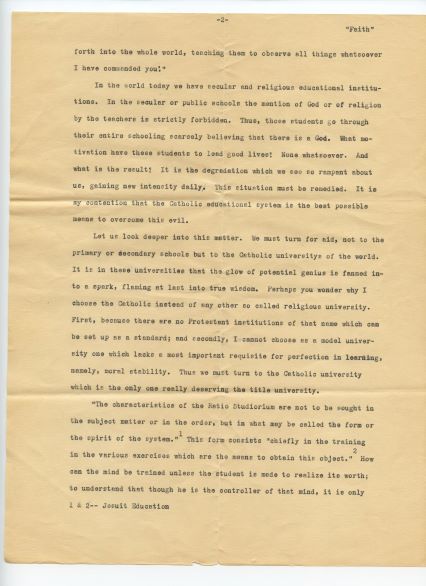 -2-
"Faith"
forth into the whole world, teaching them to observe all things whatsoever
I have commended you!"
In the world today we have secular and religious educational institu-
tions. In the secular or public schools the mention of God or of religion
by the teachers is strictly forbidden. Thus, those students go through
their entire schooling scarcely believing that there is a God. What mo-
tivation have these students to lead good lives! None whatsoever. And
what is the result! It is the degradation which we see so rampant about
us, gaining new intensity daily. This situation must be remedied. It is
my contention that the Catholic educational system is the best possible
means to overcome this evil.
Let us look deeper into this matter. We must turn for aid, not to the
primary or secondary schools but to the Catholic universitys of the world.
It is in these universities that the glow of potential genius is fanned in-
to a spark, flaming at last into true wisdom. Perhaps you wonder why I
choose the Catholic instead of any other so called religious university.
First, because there are no Protestent institutions of that name which can
be set up as a standard; and secondly, I cannot choose as a model univer-
sity one which lacks a most important requisite for perfection in learning,
namely, moral stability. Thus we must turn to the Catholic university
which is the only one really deserving the title university.
"The characteristics of the Ratio Studiorium are not to be sought in
the subject matter or in the order, but in what may be called the form or
the spirit of the system."1 This form consists "chiefly in the training
in the various exercises which are the means to obtain this object."2 How
can the mind be trained unless the student is made to realize its worth;
to understand that though he is the controller of that mind, it is only
1 & 2-- Jesuit Education